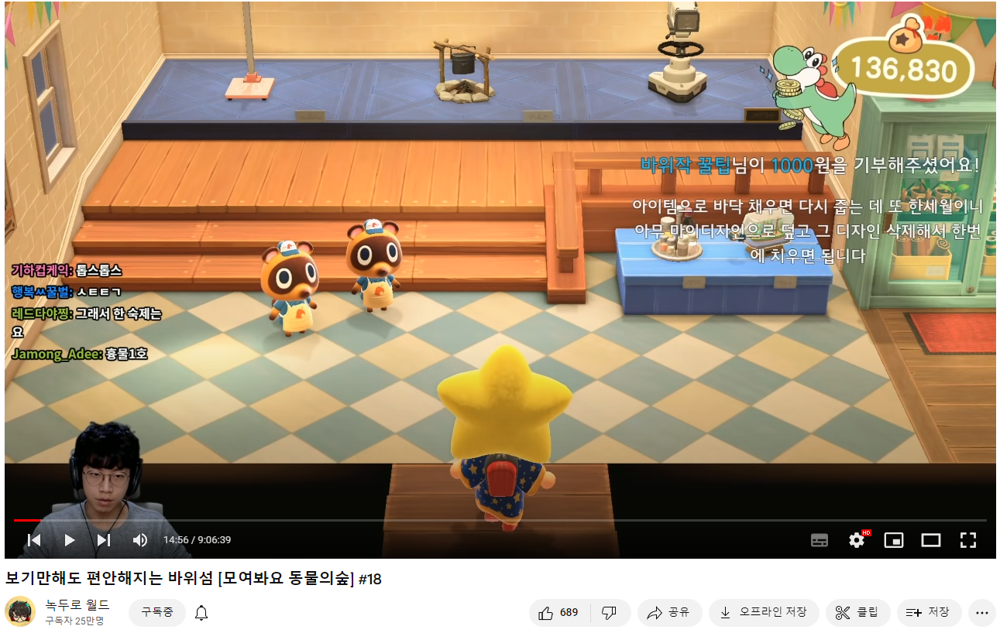 136,830
바위작 꿀팁님이 1000원을 기부해주셨어요!
아이템으로 바닥 채우면 다시 줍는 데 또 한세월이니
아무 마이디자인으로 덮고 그 디자인 삭제해서 한번
에 치우면 됩니다
기하컵케익: 톱스톱스
행복ㅆ꿀벌: ㅅㅌㅌㄱ
레드다야찡: 그래서 한 숙제는
요
Jamong_Adee: 흉물1호
14:56 / 9:06:39
HD
보기만해도 편안해지는 바위섬 [모여봐요 동물의숲] #18
녹두로 월드
구독자 25만명
구독중
689
공유
오프라인 저장
클립
저장